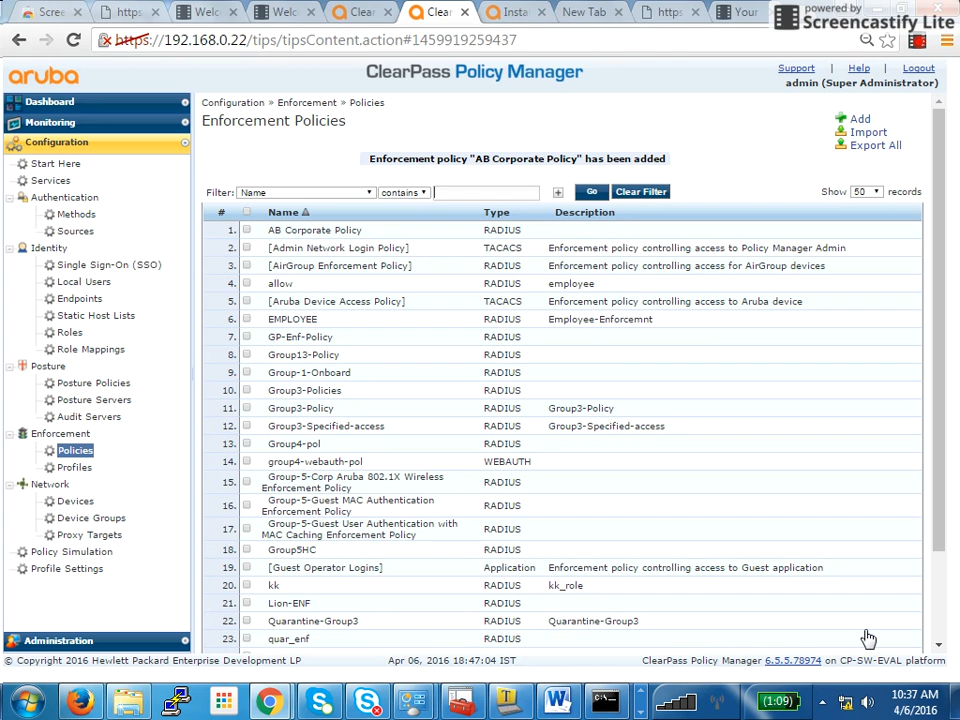 Scree
https
Welc
Welc
Clear
Clear
Insta
New Tab
https
Your
powered by
Screencastify Lite
https://192.168.0.22/tips/tipsContent.action#1459919259437
aruba
ClearPass Policy Manager
Support | Help | Logout
admin (Super Administrator)
Dashboard
Monitoring
Configuration
Start Here
Services
Authentication
Methods
Sources
Identity
Single Sign-On (SSO)
Local Users
Endpoints
Static Host Lists
Roles
Role Mappings
Posture
Posture Policies
Posture Servers
Audit Servers
Enforcement
Policies
Profiles
Network
Devices
Device Groups
Proxy Targets
Policy Simulation
Profile Settings
Administration
Configuration » Enforcement » Policies
Enforcement Policies
Add
Import
Export All
Enforcement policy "AB Corporate Policy" has been added
Filter: Name contains Go Clear Filter Show 50 records
# Name Type Description
1. AB Corporate Policy RADIUS
2. [Admin Network Login Policy] TACACS Enforcement policy controlling access to Policy Manager Admin
3. [AirGroup Enforcement Policy] RADIUS Enforcement policy controlling access for AirGroup devices
4. allow RADIUS employee
5. [Aruba Device Access Policy] TACACS Enforcement policy controlling access to Aruba device
6. EMPLOYEE RADIUS Employee-Enforcemnt
7. GP-Enf-Policy RADIUS
8. Group13-Policy RADIUS
9. Group-1-Onboard RADIUS
10. Group3-Policies RADIUS
11. Group3-Policy RADIUS Group3-Policy
12. Group3-Specified-access RADIUS Group3-Specified-access
13. Group4-pol RADIUS
14. group4-webauth-pol WEBAUTH
15. Group-5-Corp Aruba 802.1X Wireless Enforcement Policy RADIUS
16. Group-5-Guest MAC Authentication Enforcement Policy RADIUS
17. Group-5-Guest User Authentication with MAC Caching Enforcement Policy RADIUS
18. Group5HC RADIUS
19. [Guest Operator Logins] Application Enforcement policy controlling access to Guest application
20. kk RADIUS kk_role
21. Lion-ENF RADIUS
22. Quarantine-Group3 RADIUS Quarantine-Group3
23. quar_enf RADIUS
© Copyright 2016 Hewlett Packard Enterprise Development LP Apr 06, 2016 18:47:04 IST ClearPass Policy Manager 6.5.5.78974 on CP-SW-EVAL platform
(1:09)
10:37 AM
4/6/2016